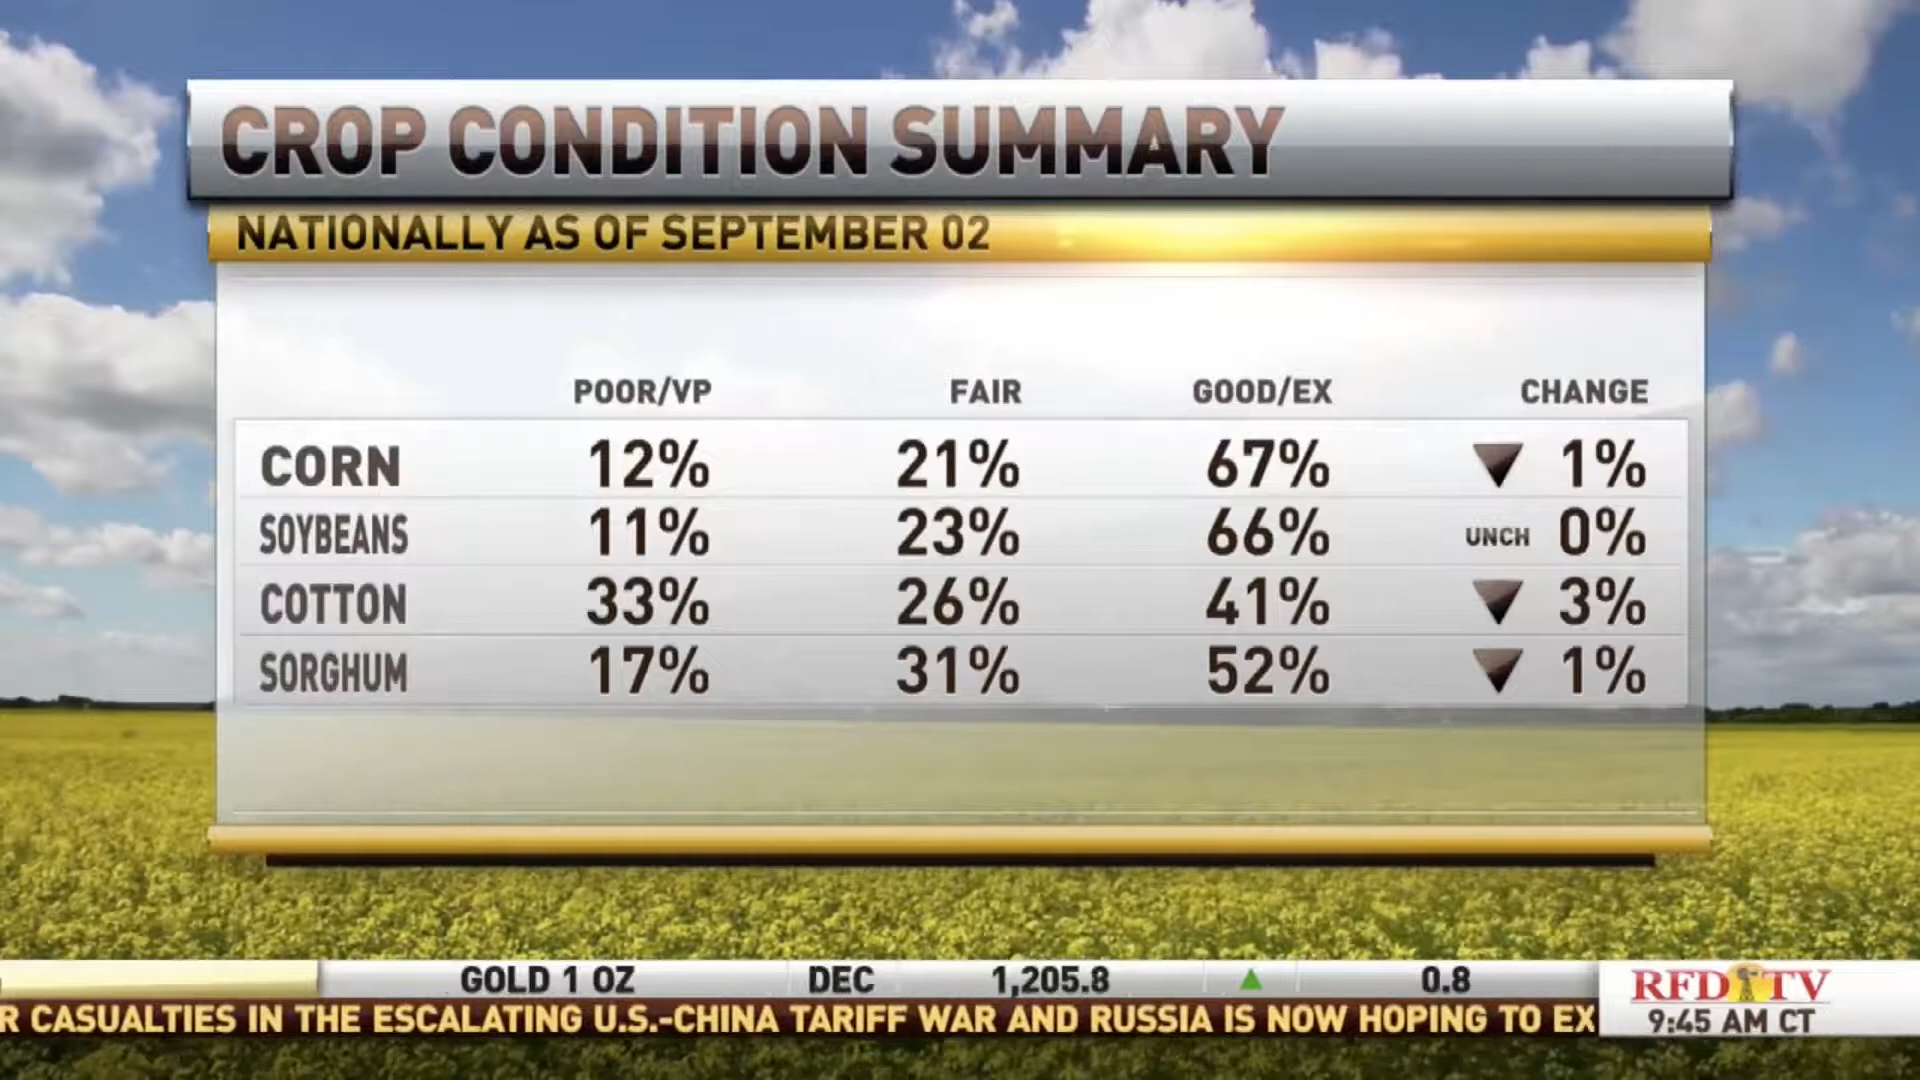 CROP CONDITION SUMMARY
NATIONALLY AS OF SEPTEMBER 02
POOR/VP FAIR GOOD/EX CHANGE
CORN 12% 21% 67% ▼ 1%
SOYBEANS 11% 23% 66% UNCH 0%
COTTON 33% 26% 41% ▼ 3%
SORGHUM 17% 31% 52% ▼ 1%
GOLD 1 OZ DEC 1,205.8 ▲ 0.8
R CASUALTIES IN THE ESCALATING U.S.-CHINA TARIFF WAR AND RUSSIA IS NOW HOPING TO EX
RFD TV
9:45 AM CT